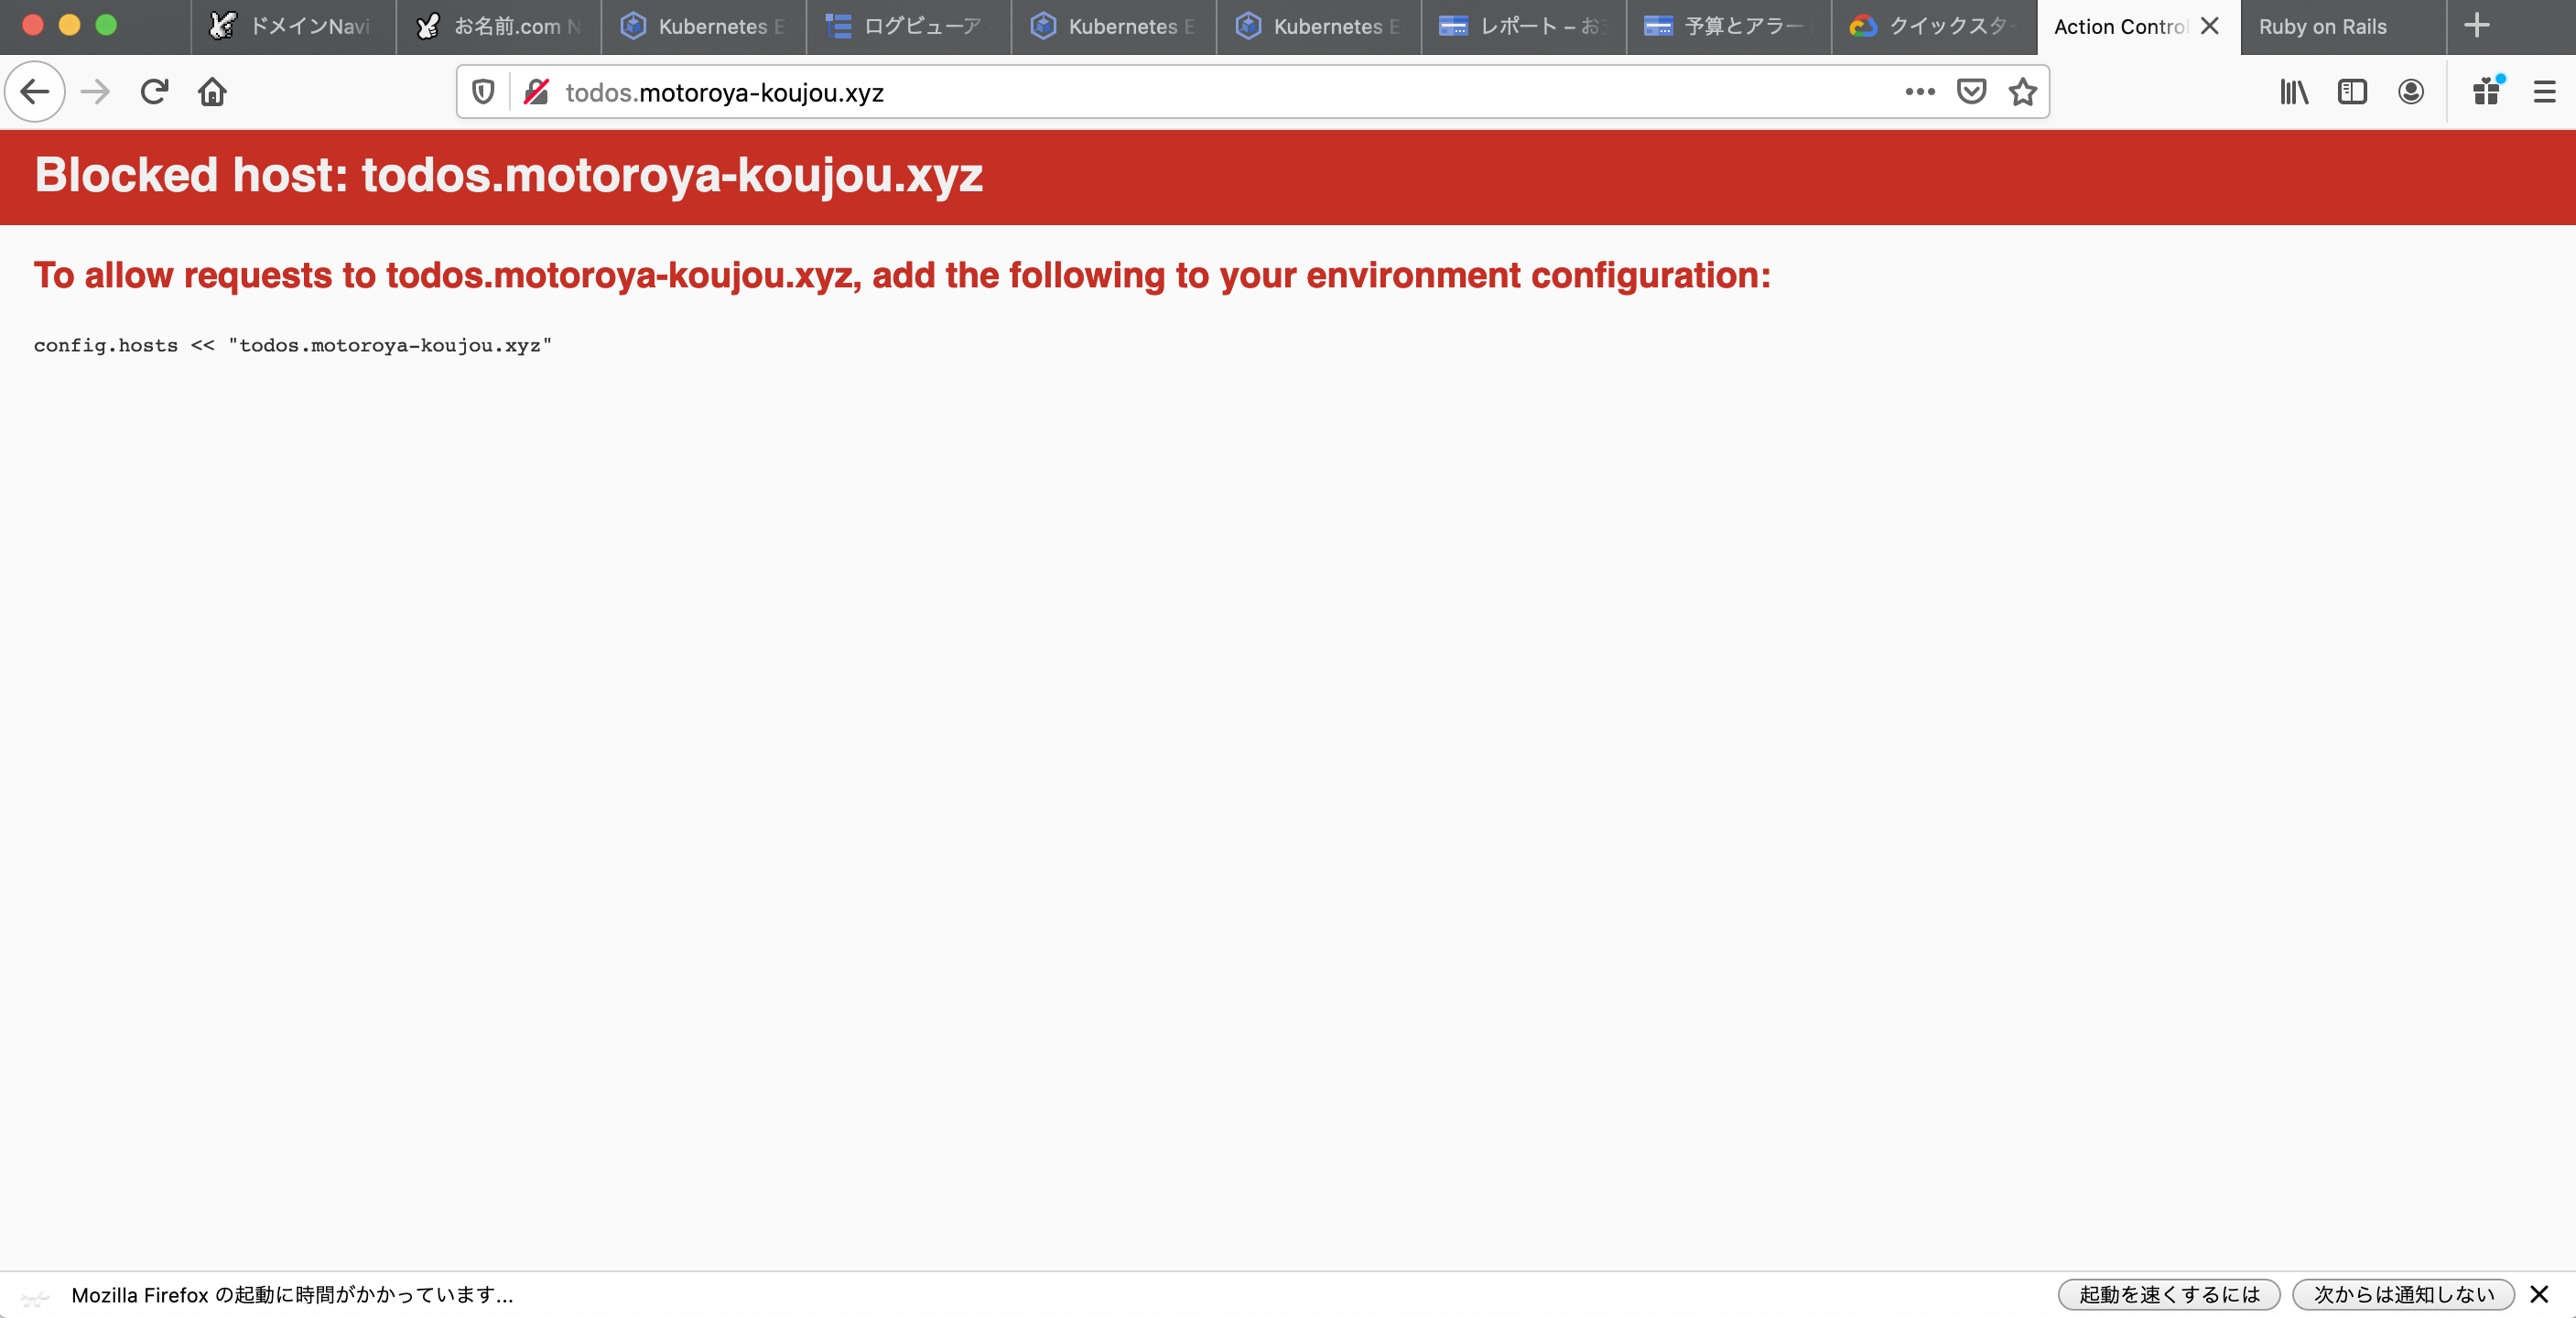 ドメインNavi
お名前.com N
Kubernetes E
ログビューア
Kubernetes E
Kubernetes E
レポート – お
予算とアラー
クイックスター
Action Contro
Ruby on Rails
todos.motoroya-koujou.xyz
Blocked host: todos.motoroya-koujou.xyz
To allow requests to todos.motoroya-koujou.xyz, add the following to your environment configuration:
config.hosts << "todos.motoroya-koujou.xyz"
Mozilla Firefox の起動に時間がかかっています...
起動を速くするには
次からは通知しない